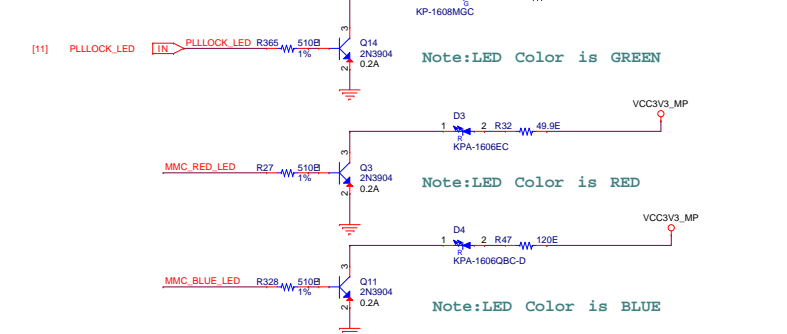 G
KP-1608MGC
3
[11] PLLLOCK_LED IN PLLLOCK_LED R365 510E 1 Q14
1% 2N3904
2 0.2A
Note:LED Color is GREEN
VCC3V3_MP
D3
1 2 R32 49.9E
R
KPA-1606EC
3
MMC_RED_LED R27 510E 1 Q3
1% 2N3904
2 0.2A
Note:LED Color is RED
VCC3V3_MP
D4
1 2 R47 120E
R
KPA-1606QBC-D
3
MMC_BLUE_LED R328 510E 1 Q11
1% 2N3904
2 0.2A
Note:LED Color is BLUE